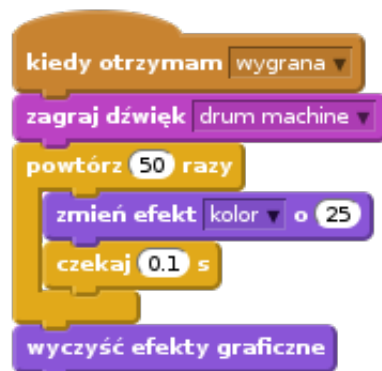 kiedy otrzymam wygrana
zagraj dźwięk drum machine
powtórz 50 razy
zmień efekt kolor o 25
czekaj 0.1 s
wyczyść efekty graficzne